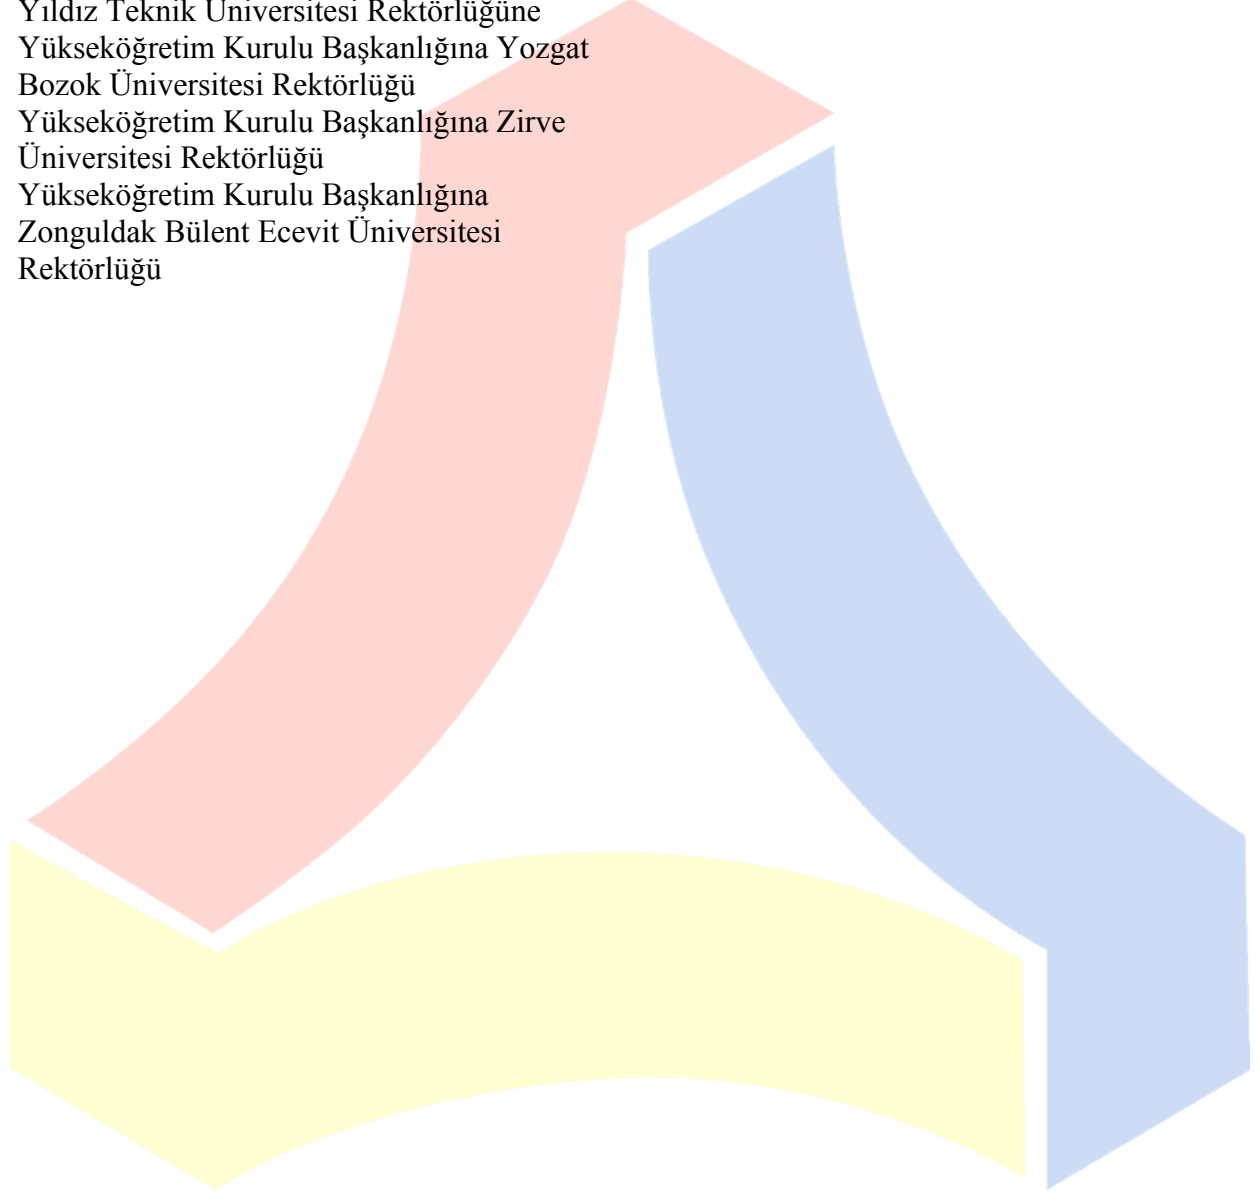 Yıldız Teknik Üniversitesi Rektörlüğüne
Yükseköğretim Kurulu Başkanlığına Yozgat
Bozok Üniversitesi Rektörlüğü
Yükseköğretim Kurulu Başkanlığına Zirve
Üniversitesi Rektörlüğü
Yükseköğretim Kurulu Başkanlığına
Zonguldak Bülent Ecevit Üniversitesi
Rektörlüğü